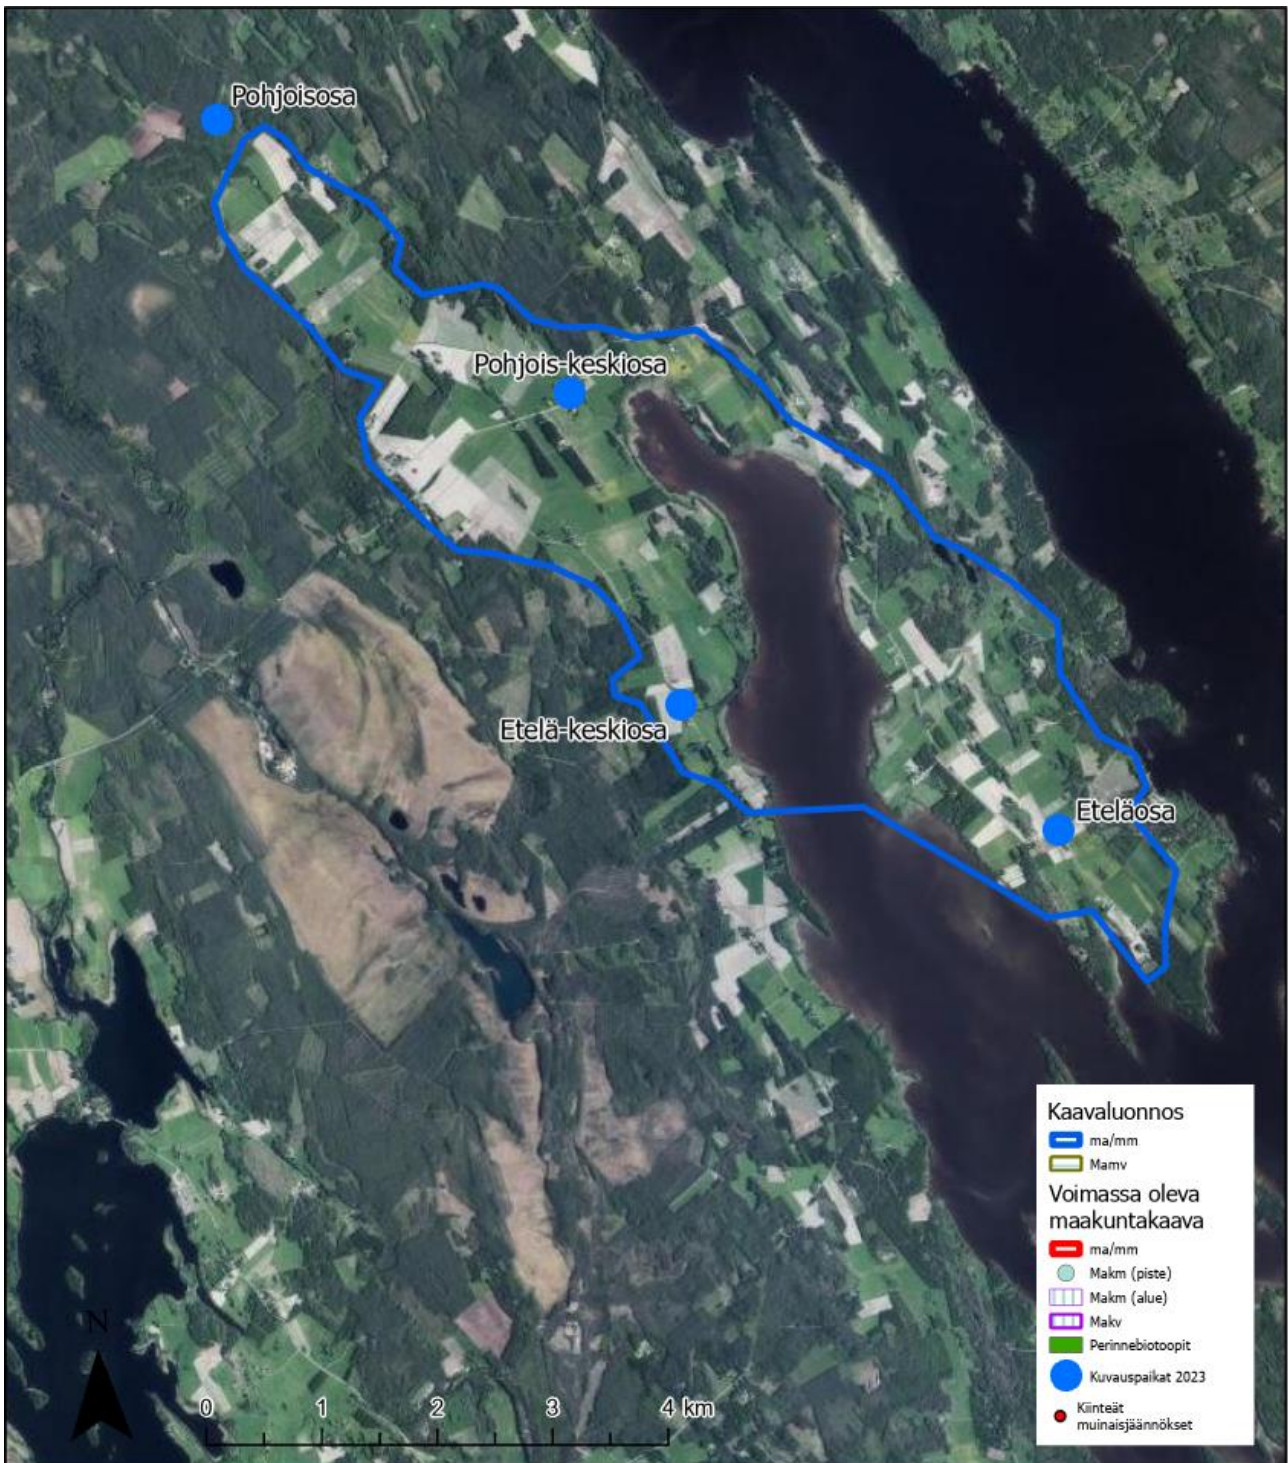 Pohjoisosa
Pohjois-keskiosa
Etelä-keskiosa
Eteläosa
Kaavaluonnos
ma/mm
Mamv
Voimassa oleva
maakuntakaava
ma/mm
Makm (piste)
Makm (alue)
Makv
Perinnebiotoopit
Kuvauspaikat 2023
Kiinteät
muinaisjäännökset
N
0 1 2 3 4 km